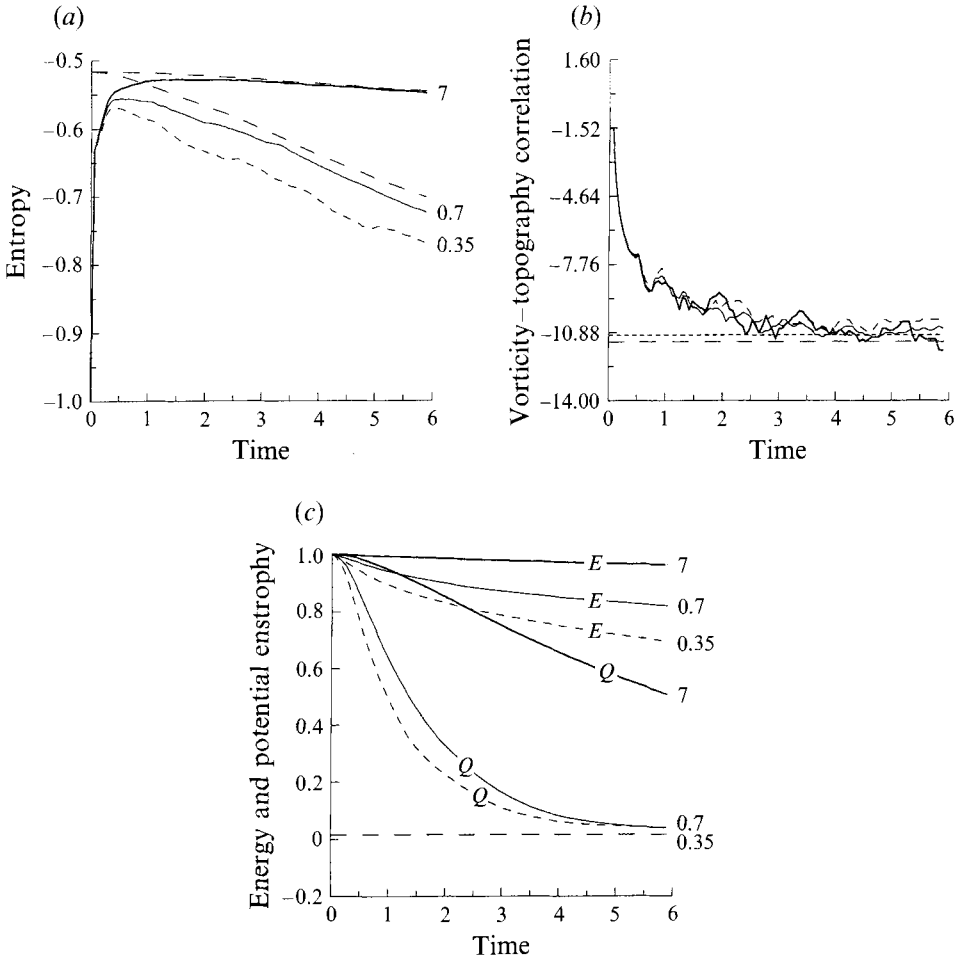 (a)
Entropy
−0.5
−0.6
−0.7
−0.8
−0.9
−1.0
0 1 2 3 4 5 6
Time
7
0.7
0.35
(b)
Vorticity–topography correlation
1.60
−1.52
−4.64
−7.76
−10.88
−14.00
0 1 2 3 4 5 6
Time
(c)
Energy and potential enstrophy
1.0
0.8
0.6
0.4
0.2
0
−0.2
0 1 2 3 4 5 6
Time
E
7
E
0.7
E
0.35
Q
7
Q
Q
0.7
0.35